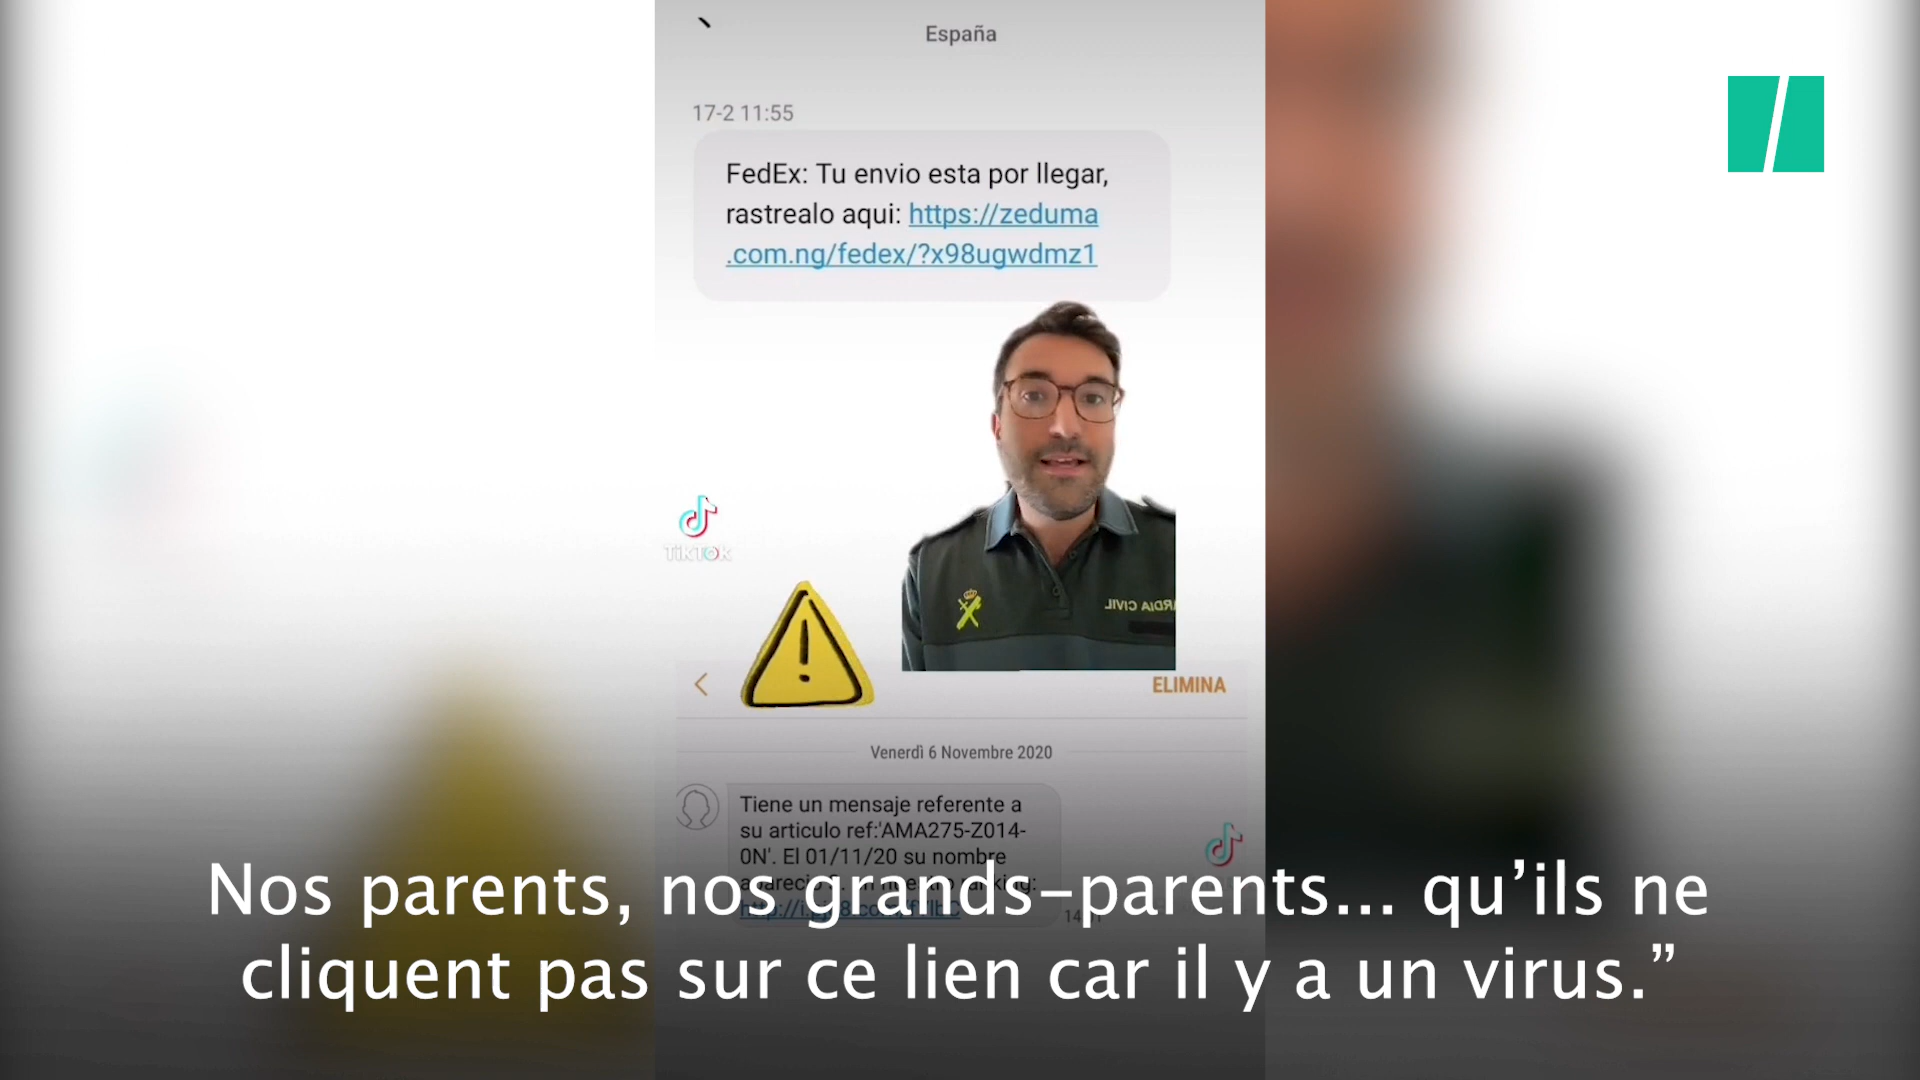 España
17-2 11:55
FedEx: Tu envio esta por llegar,
rastrealo aqui: https://zeduma
.com.ng/fedex/?x98ugwdmz1
TikTok
CIVIL
ELIMINA
Venerdì 6 Novembre 2020
Tiene un mensaje referente a
su articulo ref:'AMA275-Z014-
0N'. El 01/11/20 su nombre
Nos parents, nos grands-parents... qu’ils ne
cliquent pas sur ce lien car il y a un virus.”